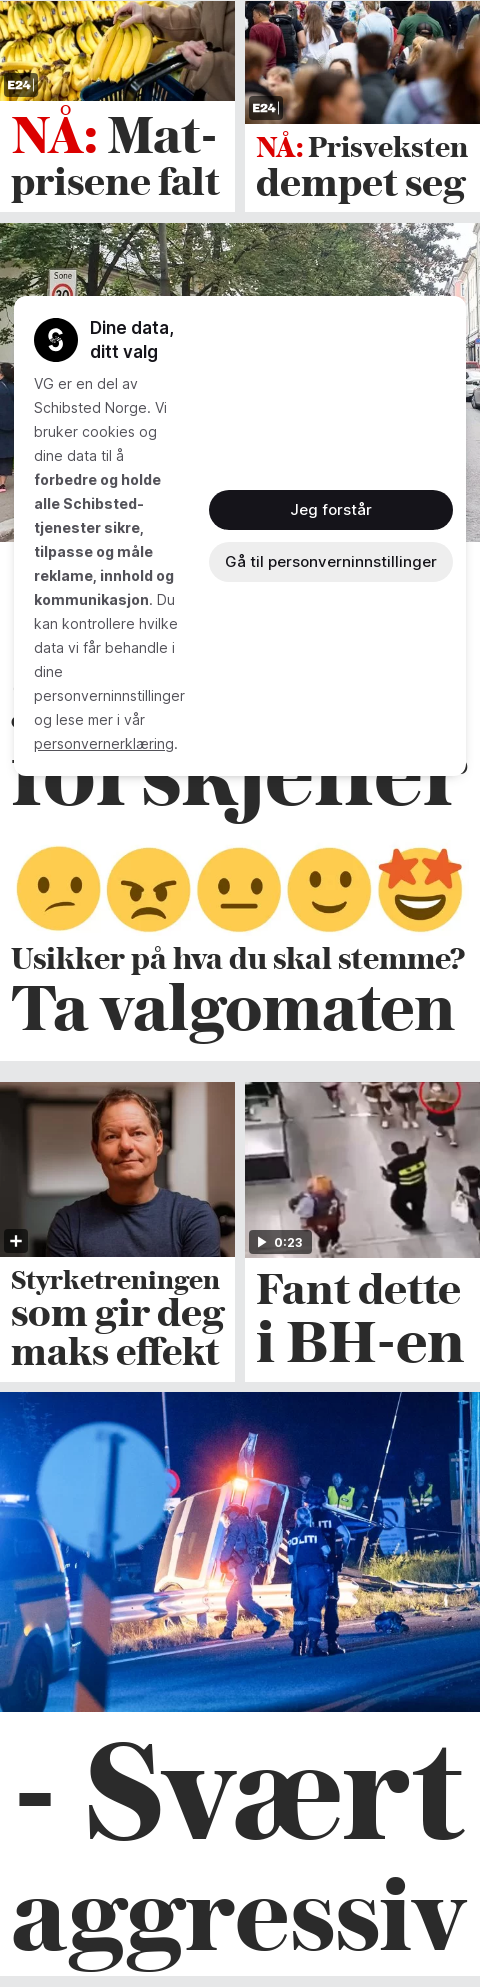 E24
NÅ: Mat-
prisene falt
E24
NÅ: Prisveksten
dempet seg
Sone
30
Dine data,
ditt valg
VG er en del av
Schibsted Norge. Vi
bruker cookies og
dine data til å
forbedre og holde
alle Schibsted-
tjenester sikre,
tilpasse og måle
reklame, innhold og
kommunikasjon. Du
kan kontrollere hvilke
data vi får behandle i
dine
personverninnstillinger
og lese mer i vår
personvernerklæring.
Jeg forstår
Gå til personverninnstillinger
forskjeller
Usikker på hva du skal stemme?
Ta valgomaten
Styrketreningen
som gir deg
maks effekt
0:23
Fant dette
i BH-en
POLITI
- Svært
aggressiv